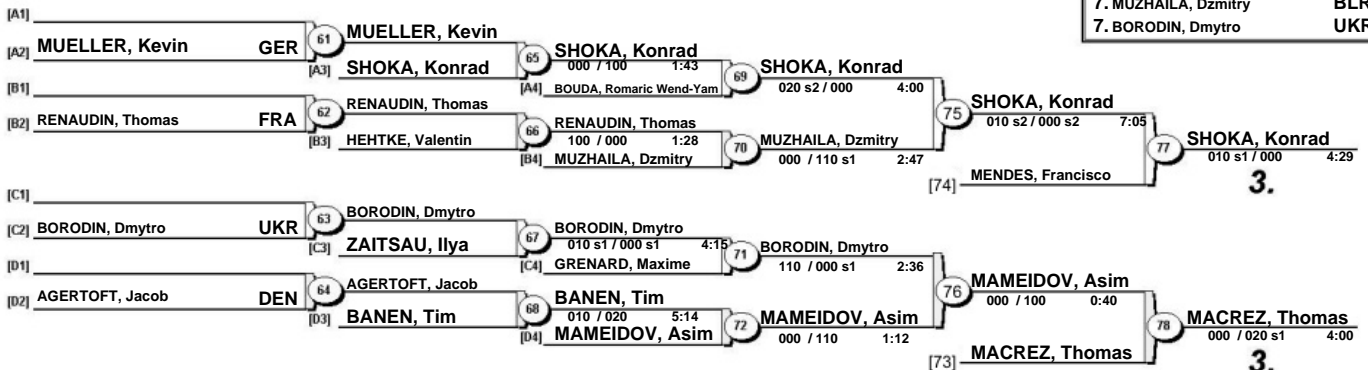 7. MUZHAILA, Dzmitry BLR
7. BORODIN, Dmytro UKR
[A1]
[A2] MUELLER, Kevin GER
61
MUELLER, Kevin
[A3] SHOKA, Konrad
65
SHOKA, Konrad
000 / 100 1:43
[A4] BOUDA, Romaric Wend-Yam
69
SHOKA, Konrad
020 s2 / 000 4:00
[B1]
[B2] RENAUDIN, Thomas FRA
62
RENAUDIN, Thomas
[B3] HEHTKE, Valentin
66
RENAUDIN, Thomas
100 / 000 1:28
[B4] MUZHAILA, Dzmitry
70
MUZHAILA, Dzmitry
000 / 110 s1 2:47
75
SHOKA, Konrad
010 s2 / 000 s2 7:05
[74] MENDES, Francisco
77
SHOKA, Konrad
010 s1 / 000 4:29
3.
[C1]
[C2] BORODIN, Dmytro UKR
63
BORODIN, Dmytro
[C3] ZAITSAU, Ilya
67
BORODIN, Dmytro
010 s1 / 000 s1 4:15
[C4] GRENARD, Maxime
71
BORODIN, Dmytro
110 / 000 s1 2:36
[D1]
[D2] AGERTOFT, Jacob DEN
64
AGERTOFT, Jacob
[D3] BANEN, Tim
68
BANEN, Tim
010 / 020 5:14
[D4] MAMEIDOV, Asim
72
MAMEIDOV, Asim
000 / 110 1:12
76
MAMEIDOV, Asim
000 / 100 0:40
[73] MACREZ, Thomas
78
MACREZ, Thomas
000 / 020 s1 4:00
3.